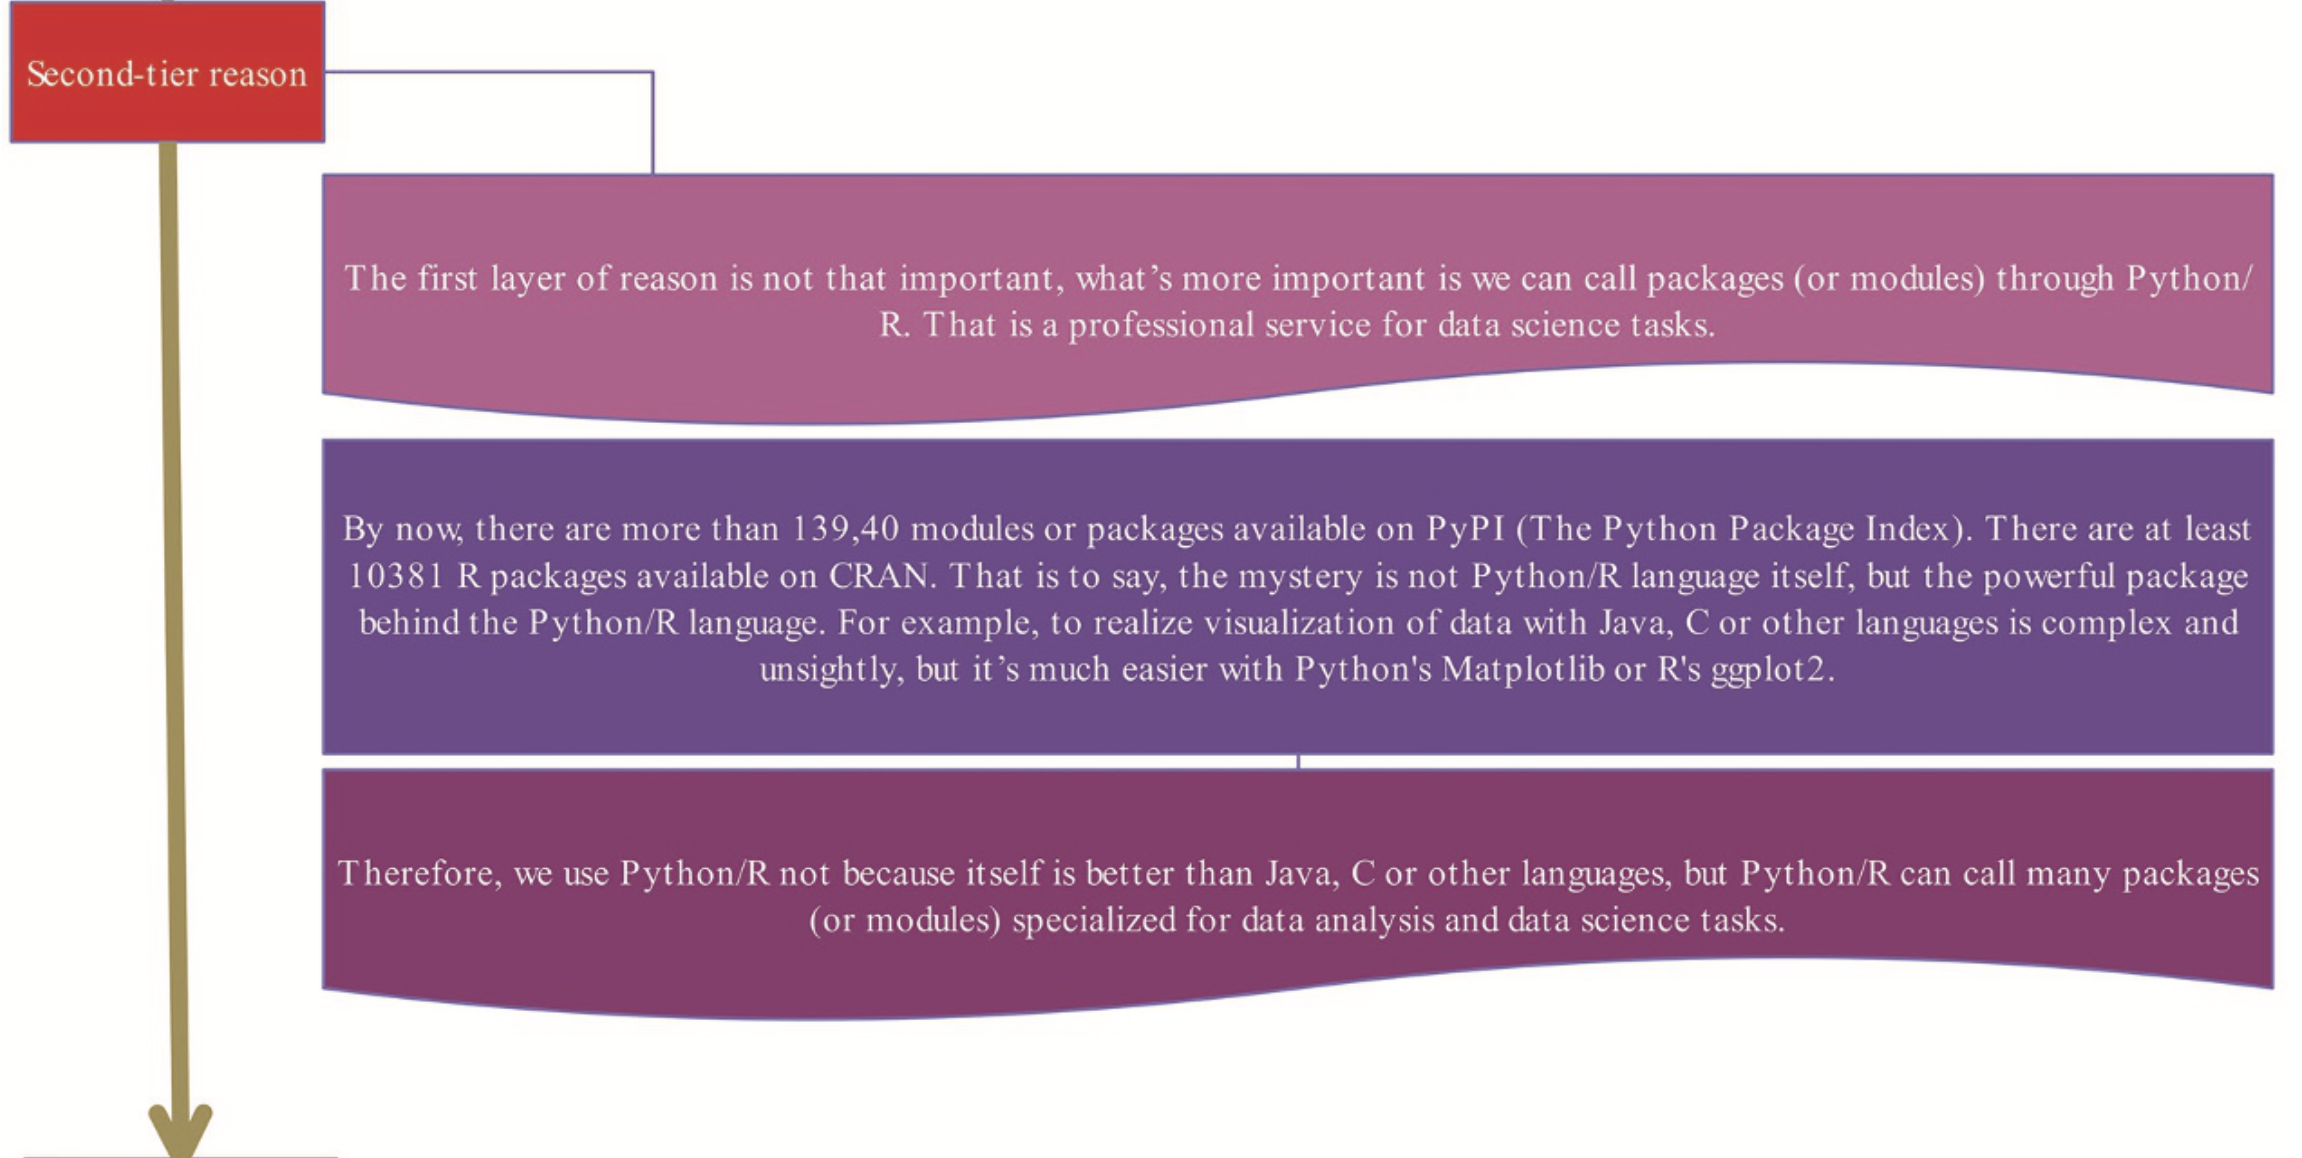 Second-tier reason
The first layer of reason is not that important, what’s more important is we can call packages (or modules) through Python/
R. That is a professional service for data science tasks.
By now, there are more than 139,40 modules or packages available on PyPI (The Python Package Index). There are at least
10381 R packages available on CRAN. That is to say, the mystery is not Python/R language itself, but the powerful package
behind the Python/R language. For example, to realize visualization of data with Java, C or other languages is complex and
unsightly, but it’s much easier with Python's Matplotlib or R's ggplot2.
Therefore, we use Python/R not because itself is better than Java, C or other languages, but Python/R can call many packages
(or modules) specialized for data analysis and data science tasks.